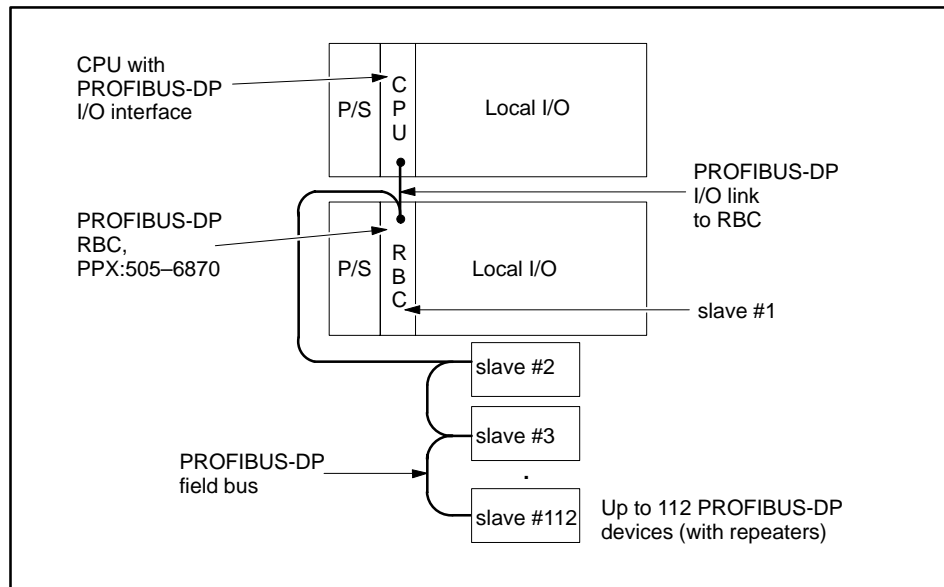 CPU with
PROFIBUS-DP
I/O interface
P/S
C
P
U
Local I/O
PROFIBUS-DP
I/O link
to RBC
PROFIBUS-DP
RBC,
PPX:505–6870
P/S
R
B
C
Local I/O
slave #1
slave #2
slave #3
.
PROFIBUS-DP
field bus
slave #112
Up to 112 PROFIBUS-DP
devices (with repeaters)